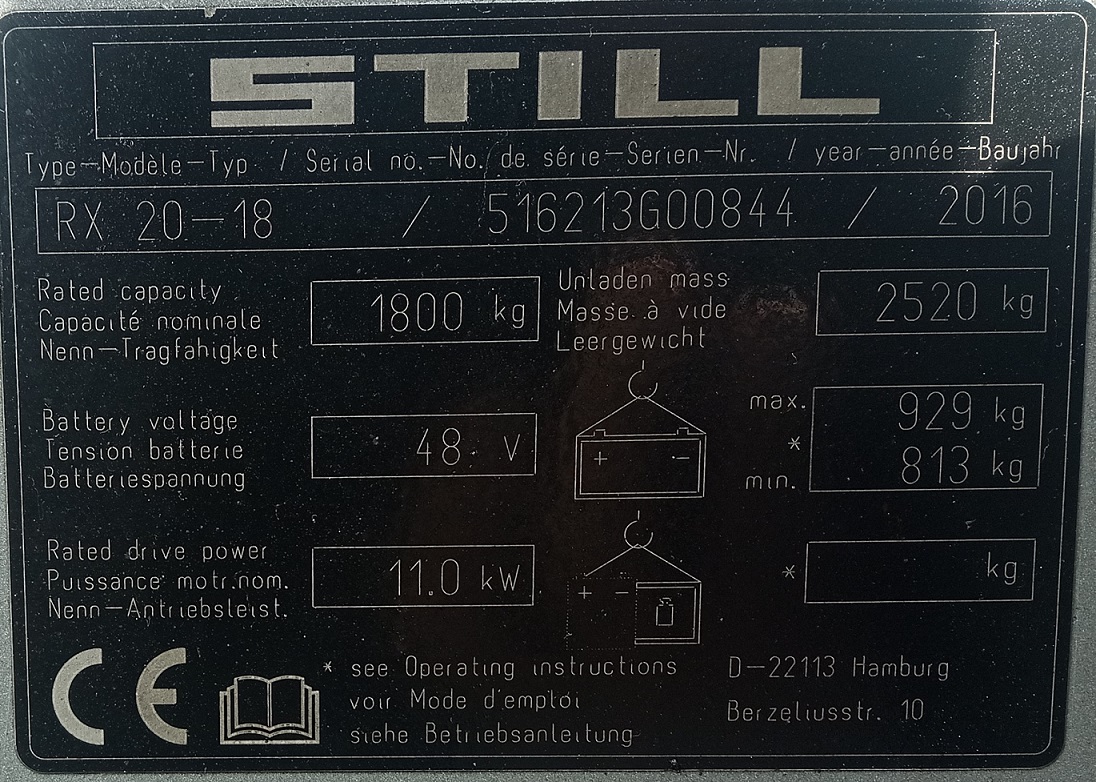 STILL
Type-Modèle-Typ / Serial no.-No. de série-Serien-Nr. / year-année-Baujahr
RX 20-18 / 516213G00844 / 2016
Rated capacity
Capacité nominale
Nenn-Tragfähigkeit
1800 kg
Unladen mass
Masse à vide
Leergewicht
2520 kg
Battery voltage
Tension batterie
Batteriespannung
48 V
+ -
max. 929 kg
*
min. 813 kg
Rated drive power
Puissance motr.nom.
Nenn-Antriebsleist.
11.0 kW
+ -
* kg
CE
* see Operating instructions
voir Mode d'emploi
siehe Betriebsanleitung
D-22113 Hamburg
Berzeliusstr. 10